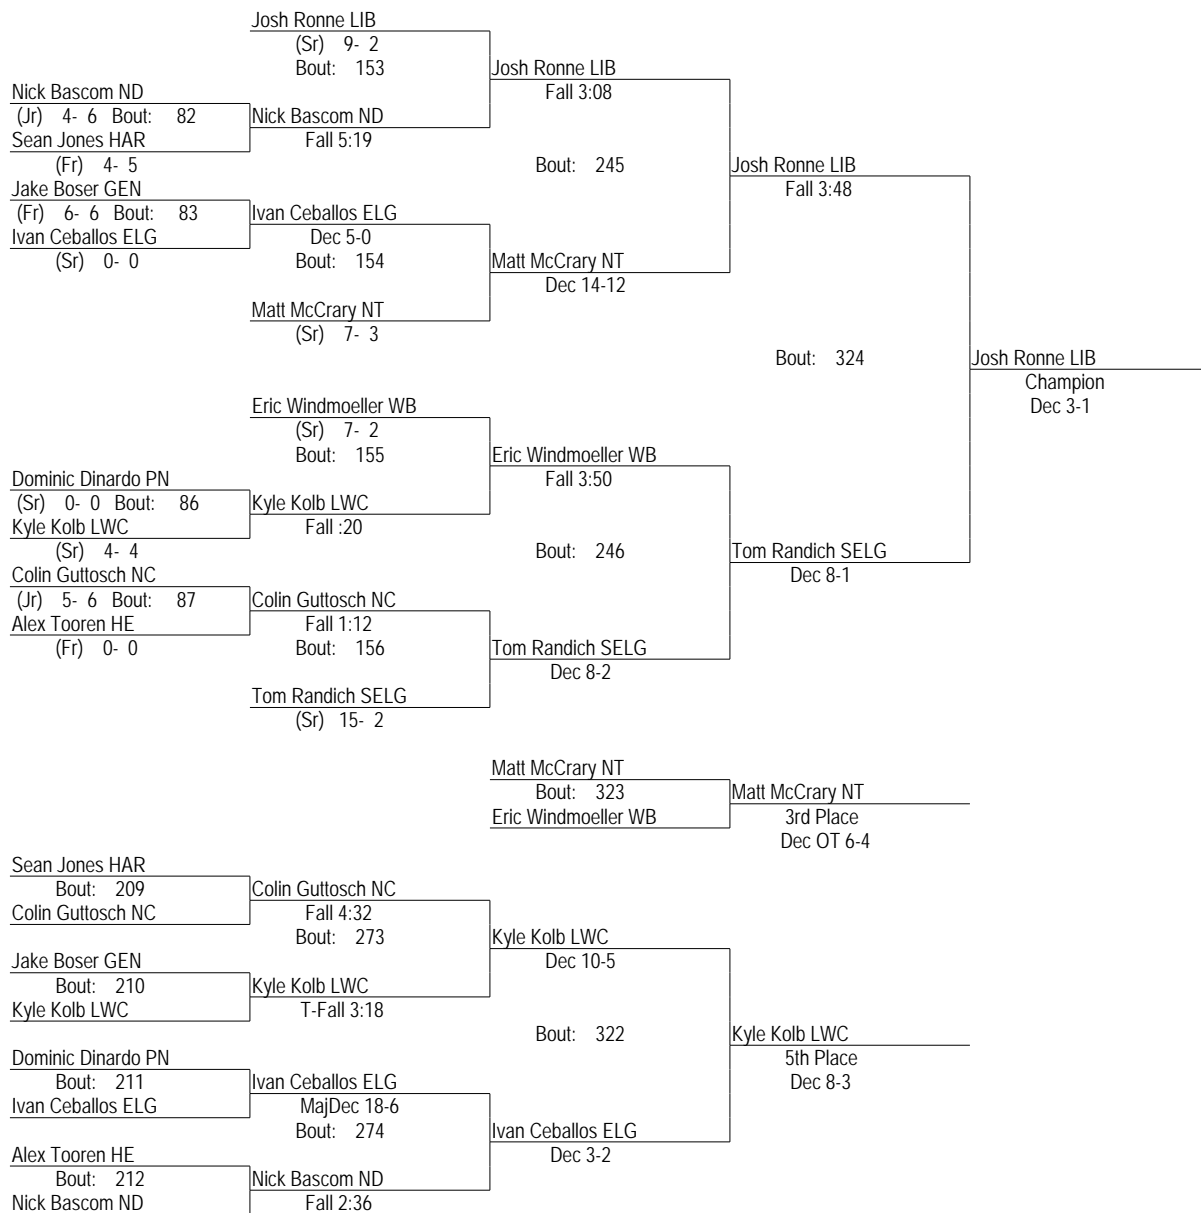 Josh Ronne LIB
(Sr) 9- 2
Bout: 153
Josh Ronne LIB
Fall 3:08
Nick Bascom ND
(Jr) 4- 6 Bout: 82
Nick Bascom ND
Sean Jones HAR
Fall 5:19
(Fr) 4- 5
Bout: 245
Josh Ronne LIB
Jake Boser GEN
Fall 3:48
(Fr) 6- 6 Bout: 83
Ivan Ceballos ELG
Ivan Ceballos ELG
Dec 5-0
(Sr) 0- 0
Bout: 154
Matt McCrary NT
Dec 14-12
Matt McCrary NT
(Sr) 7- 3
Bout: 324
Josh Ronne LIB
Champion
Dec 3-1
Eric Windmoeller WB
(Sr) 7- 2
Bout: 155
Eric Windmoeller WB
Fall 3:50
Dominic Dinardo PN
(Sr) 0- 0 Bout: 86
Kyle Kolb LWC
Kyle Kolb LWC
Fall :20
(Sr) 4- 4
Bout: 246
Tom Randich SELG
Colin Guttosch NC
Dec 8-1
(Jr) 5- 6 Bout: 87
Colin Guttosch NC
Alex Tooren HE
Fall 1:12
(Fr) 0- 0
Bout: 156
Tom Randich SELG
Dec 8-2
Tom Randich SELG
(Sr) 15- 2
Matt McCrary NT
Bout: 323
Matt McCrary NT
Eric Windmoeller WB
3rd Place
Dec OT 6-4
Sean Jones HAR
Bout: 209
Colin Guttosch NC
Colin Guttosch NC
Fall 4:32
Bout: 273
Kyle Kolb LWC
Dec 10-5
Jake Boser GEN
Bout: 210
Kyle Kolb LWC
Kyle Kolb LWC
T-Fall 3:18
Bout: 322
Kyle Kolb LWC
5th Place
Dec 8-3
Dominic Dinardo PN
Bout: 211
Ivan Ceballos ELG
Ivan Ceballos ELG
MajDec 18-6
Bout: 274
Ivan Ceballos ELG
Dec 3-2
Alex Tooren HE
Bout: 212
Nick Bascom ND
Nick Bascom ND
Fall 2:36